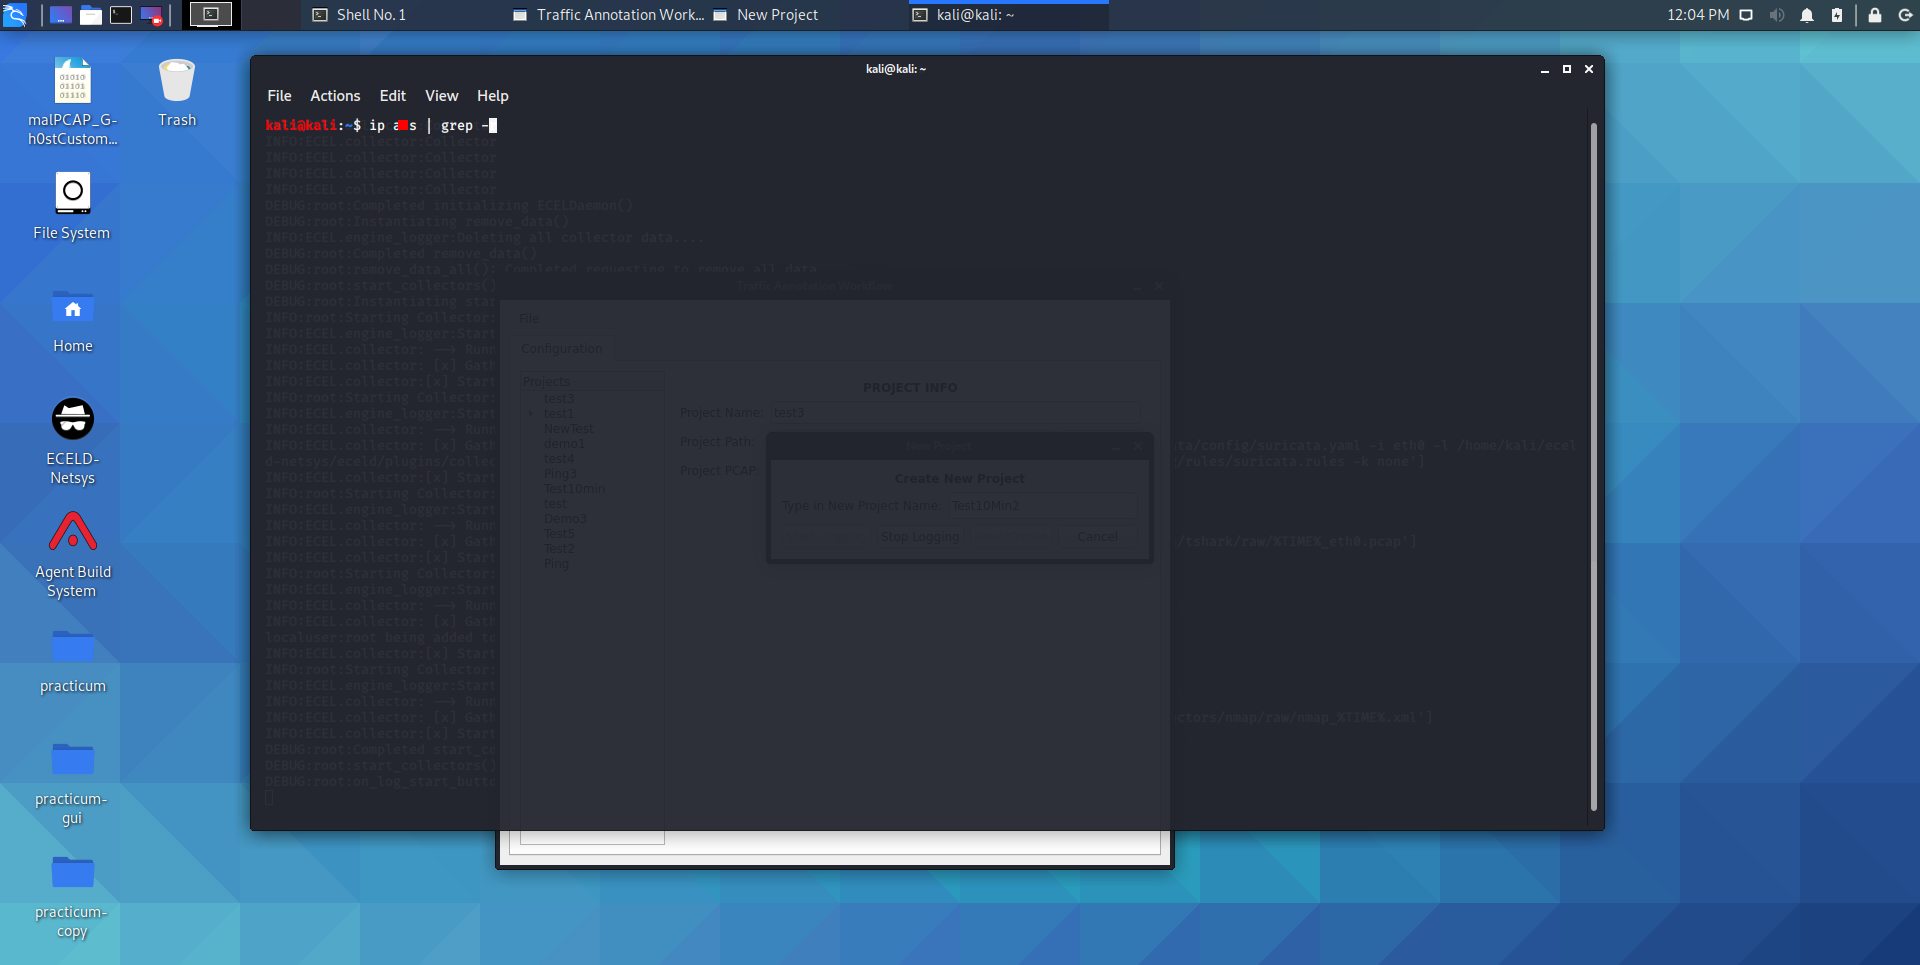 Shell No. 1
Traffic Annotation Work...
New Project
kali@kali: ~
12:04 PM
malPCAP_G-
h0stCustom...
Trash
File System
Home
ECELD-
Netsys
Agent Build
System
practicum
practicum-
gui
practicum-
copy
kali@kali: ~
File Actions Edit View Help
kali@kali:~$ ip a s | grep -
INFO:ECEL.collector:Collector
INFO:ECEL.collector:Collector
INFO:ECEL.collector:Collector
INFO:ECEL.collector:Collector
DEBUG:root:Completed initializing ECELDaemon()
DEBUG:root:Instantiating remove_data()
INFO:ECEL.engine_logger:Deleting all collector data....
DEBUG:root:Completed remove_data()
DEBUG:root:remove_data_all(): Completed requesting to remove all data
DEBUG:root:start_collectors()
DEBUG:root:Instantiating star
INFO:root:Starting Collector:
INFO:ECEL.engine_logger:Start
INFO:ECEL.collector: --> Runn
INFO:ECEL.collector: [x] Gath
INFO:ECEL.collector:[x] Start
INFO:root:Starting Collector:
INFO:ECEL.engine_logger:Start
INFO:ECEL.collector: --> Runn
INFO:ECEL.collector: [x] Gath
ta/config/suricata.yaml -i eth0 -l /home/kali/ecel
d-netsys/eceld/plugins/collec
/rules/suricata.rules -k none']
INFO:ECEL.collector:[x] Start
INFO:root:Starting Collector:
INFO:ECEL.engine_logger:Start
INFO:ECEL.collector: --> Runn
INFO:ECEL.collector: [x] Gath
/tshark/raw/%TIME%_eth0.pcap']
INFO:ECEL.collector:[x] Start
INFO:root:Starting Collector:
INFO:ECEL.engine_logger:Start
INFO:ECEL.collector: --> Runn
INFO:ECEL.collector: [x] Gath
localuser:root being added to
INFO:ECEL.collector:[x] Start
INFO:root:Starting Collector:
INFO:ECEL.engine_logger:Start
INFO:ECEL.collector: --> Runn
INFO:ECEL.collector: [x] Gath
ctors/nmap/raw/nmap_%TIME%.xml']
INFO:ECEL.collector:[x] Start
DEBUG:root:Completed start_co
DEBUG:root:start_collectors()
DEBUG:root:on_log_start_butto
Traffic Annotation Workflow
File
Configuration
Projects
test3
test1
NewTest
demo1
test4
Ping3
Test10min
test
Demo3
Test5
Test2
Ping
PROJECT INFO
Project Name: test3
Project Path:
Project PCAP:
New Project
Create New Project
Type in New Project Name: Test10Min2
Stop Logging
Cancel